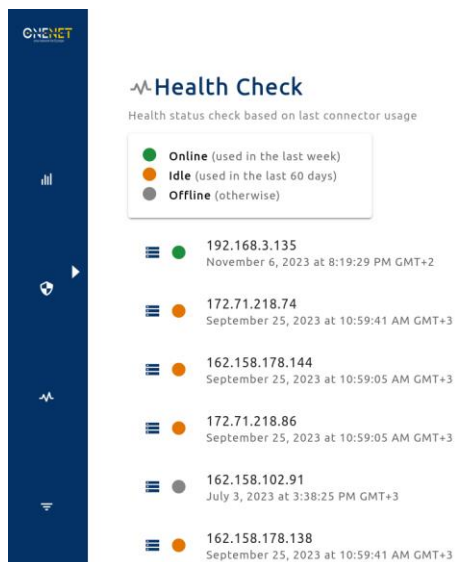 ONENET
Health Check
Health status check based on last connector usage
Online (used in the last week)
Idle (used in the last 60 days)
Offline (otherwise)
192.168.3.135
November 6, 2023 at 8:19:29 PM GMT+2
172.71.218.74
September 25, 2023 at 10:59:41 AM GMT+3
162.158.178.144
September 25, 2023 at 10:59:05 AM GMT+3
172.71.218.86
September 25, 2023 at 10:59:05 AM GMT+3
162.158.102.91
July 3, 2023 at 3:38:25 PM GMT+3
162.158.178.138
September 25, 2023 at 10:59:41 AM GMT+3